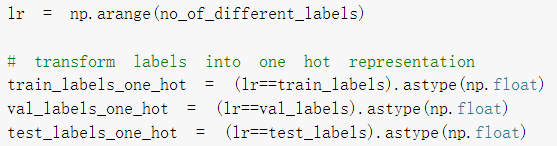 lr = np.arange(no_of_different_labels)
# transform labels into one hot representation
train_labels_one_hot = (lr==train_labels).astype(np.float)
val_labels_one_hot = (lr==val_labels).astype(np.float)
test_labels_one_hot = (lr==test_labels).astype(np.float)